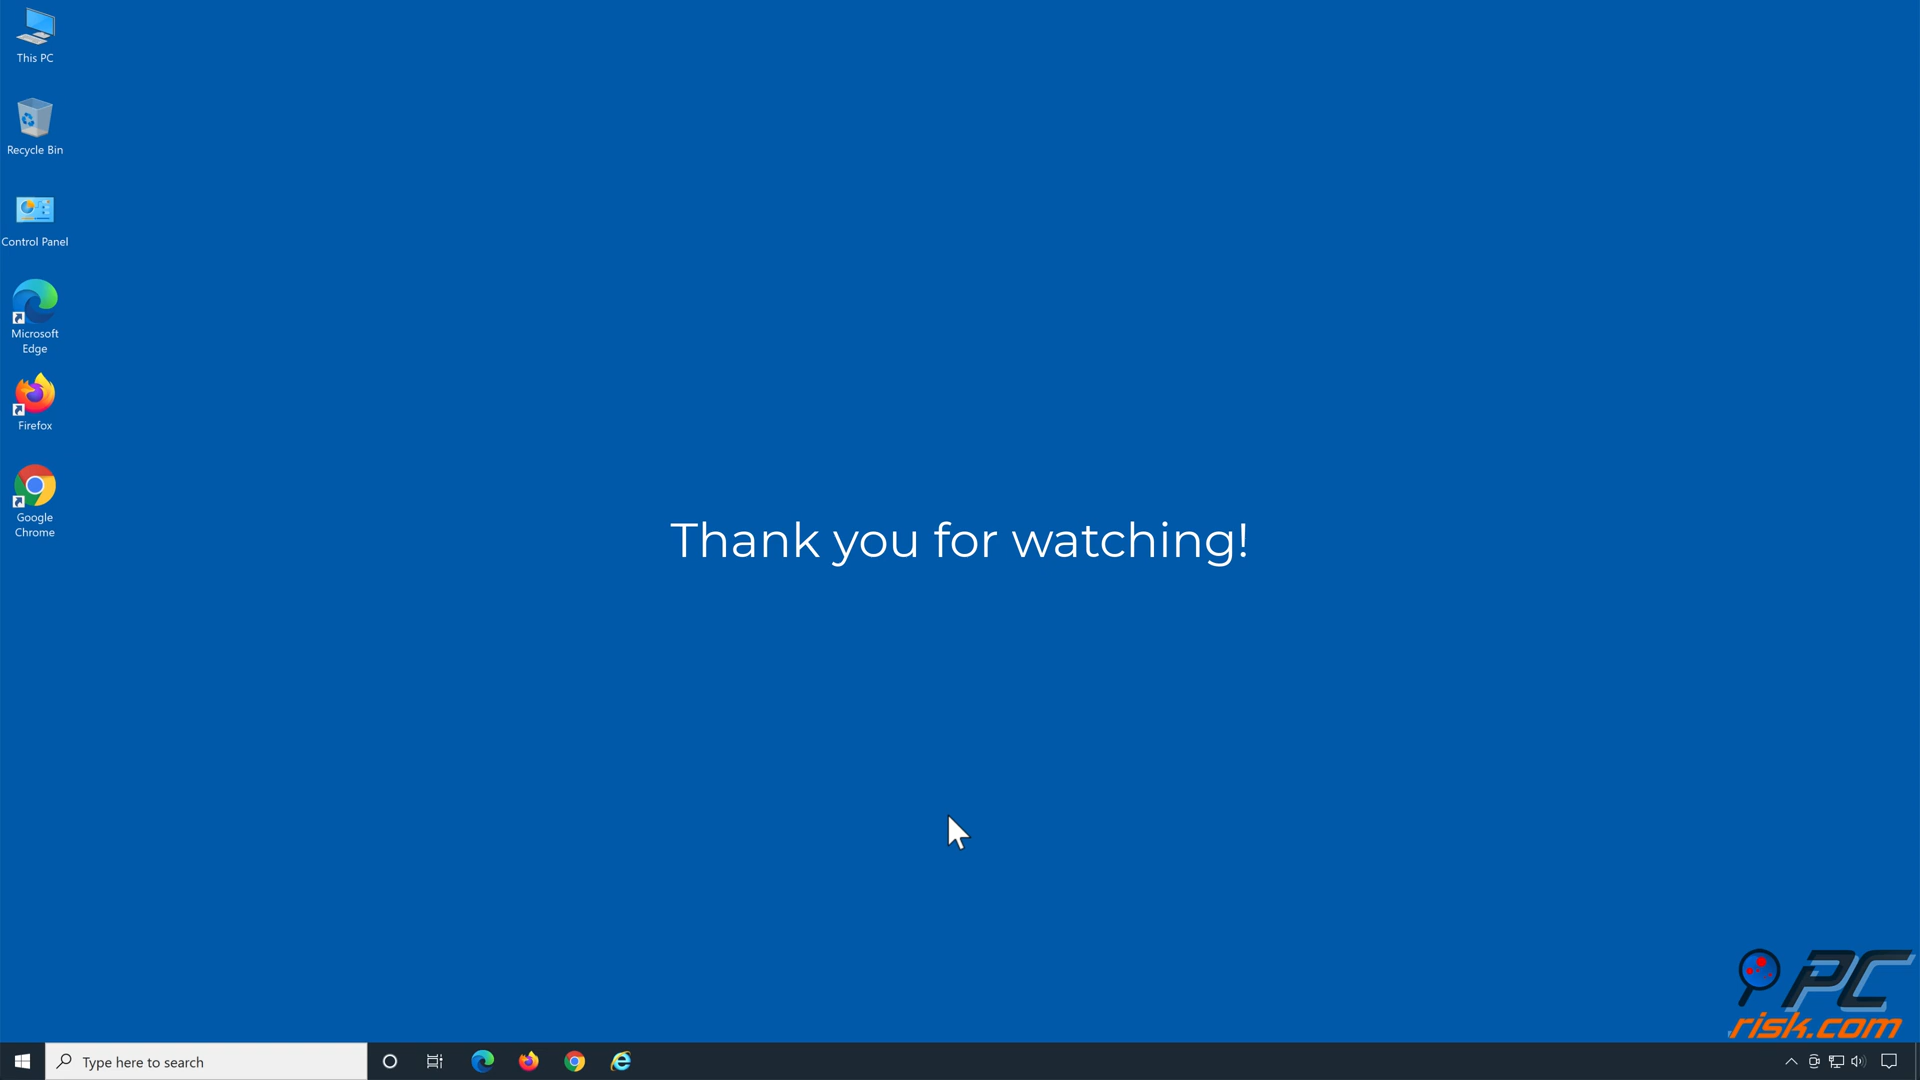 This PC
Recycle Bin
Control Panel
Microsoft
Edge
Firefox
Google
Chrome
Thank you for watching!
PC
risk.com
Type here to search